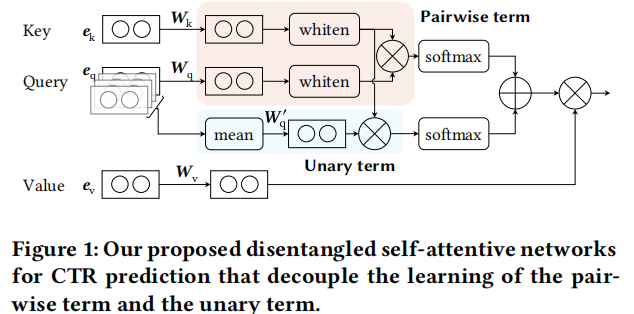 Pairwise term
Key e_k W_k whiten
softmax
Query e_q W_q whiten
mean W'_q softmax
Unary term
Value e_v W_v
Figure 1: Our proposed disentangled self-attentive networks
for CTR prediction that decouple the learning of the pair-
wise term and the unary term.